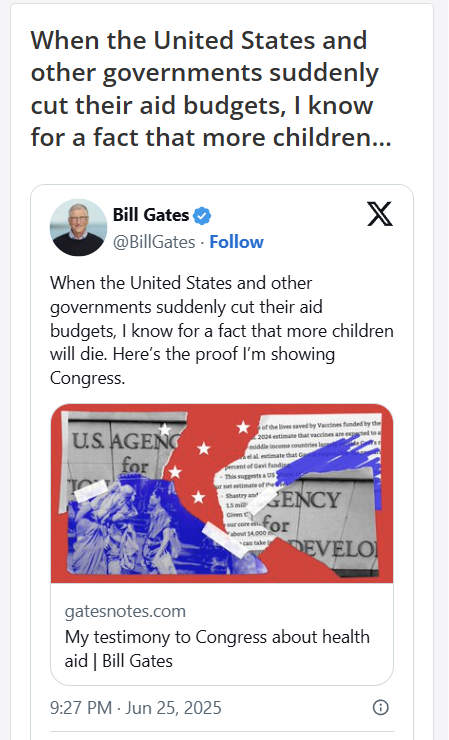 When the United States and
other governments suddenly
cut their aid budgets, I know
for a fact that more children...
Bill Gates
@BillGates · Follow
When the United States and other
governments suddenly cut their aid
budgets, I know for a fact that more children
will die. Here's the proof I'm showing
Congress.
U.S. AGENC
for
of the lives saved by Vaccines funded by the
2024 estimate that vaccines are expected to a
middle income countries
el al. estimate that
percent of Gavi funding
This suggests a US
ur net estimate of the
Shastry and
1.5 mill
Given
our core es
about 14,000
can take
GENCY
for
DEVELO
gatesnotes.com
My testimony to Congress about health
aid | Bill Gates
9:27 PM · Jun 25, 2025